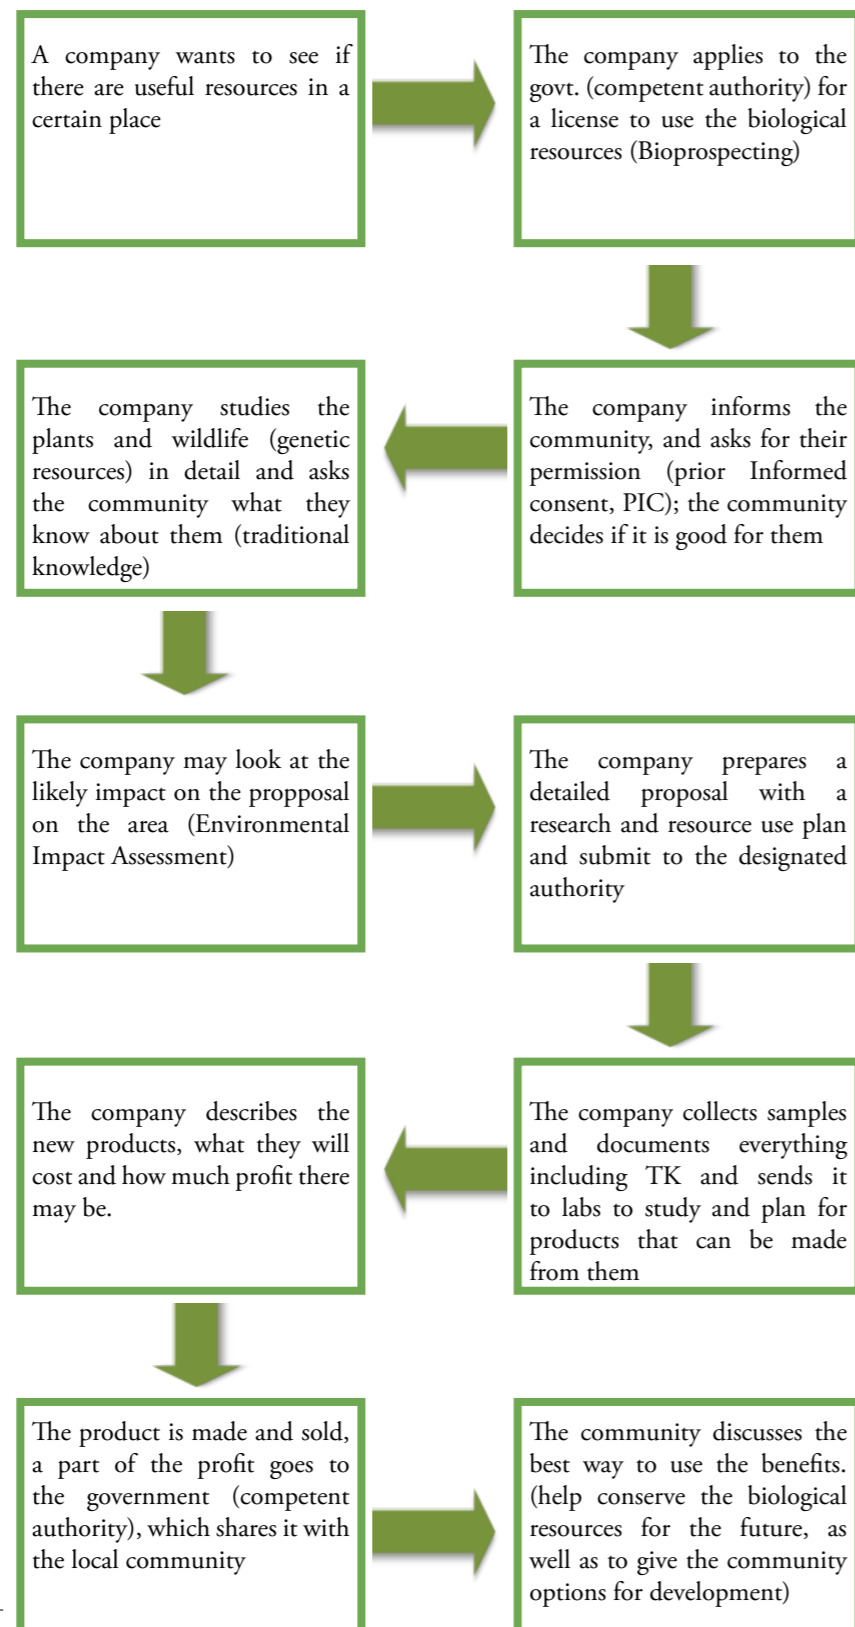 A company wants to see if
there are useful resources in a
certain place
The company applies to the
govt. (competent authority) for
a license to use the biological
resources (Bioprospecting)
The company informs the
community, and asks for their
permission (prior Informed
consent, PIC); the community
decides if it is good for them
The company studies the
plants and wildlife (genetic
resources) in detail and asks
the community what they
know about them (traditional
knowledge)
The company may look at the
likely impact on the propposal
on the area (Environmental
Impact Assessment)
The company prepares a
detailed proposal with a
research and resource use plan
and submit to the designated
authority
The company collects samples
and documents everything
including TK and sends it
to labs to study and plan for
products that can be made
from them
The company describes the
new products, what they will
cost and how much profit there
may be.
The product is made and sold,
a part of the profit goes to
the government (competent
authority), which shares it with
the local community
The community discusses the
best way to use the benefits.
(help conserve the biological
resources for the future, as
well as to give the community
options for development)